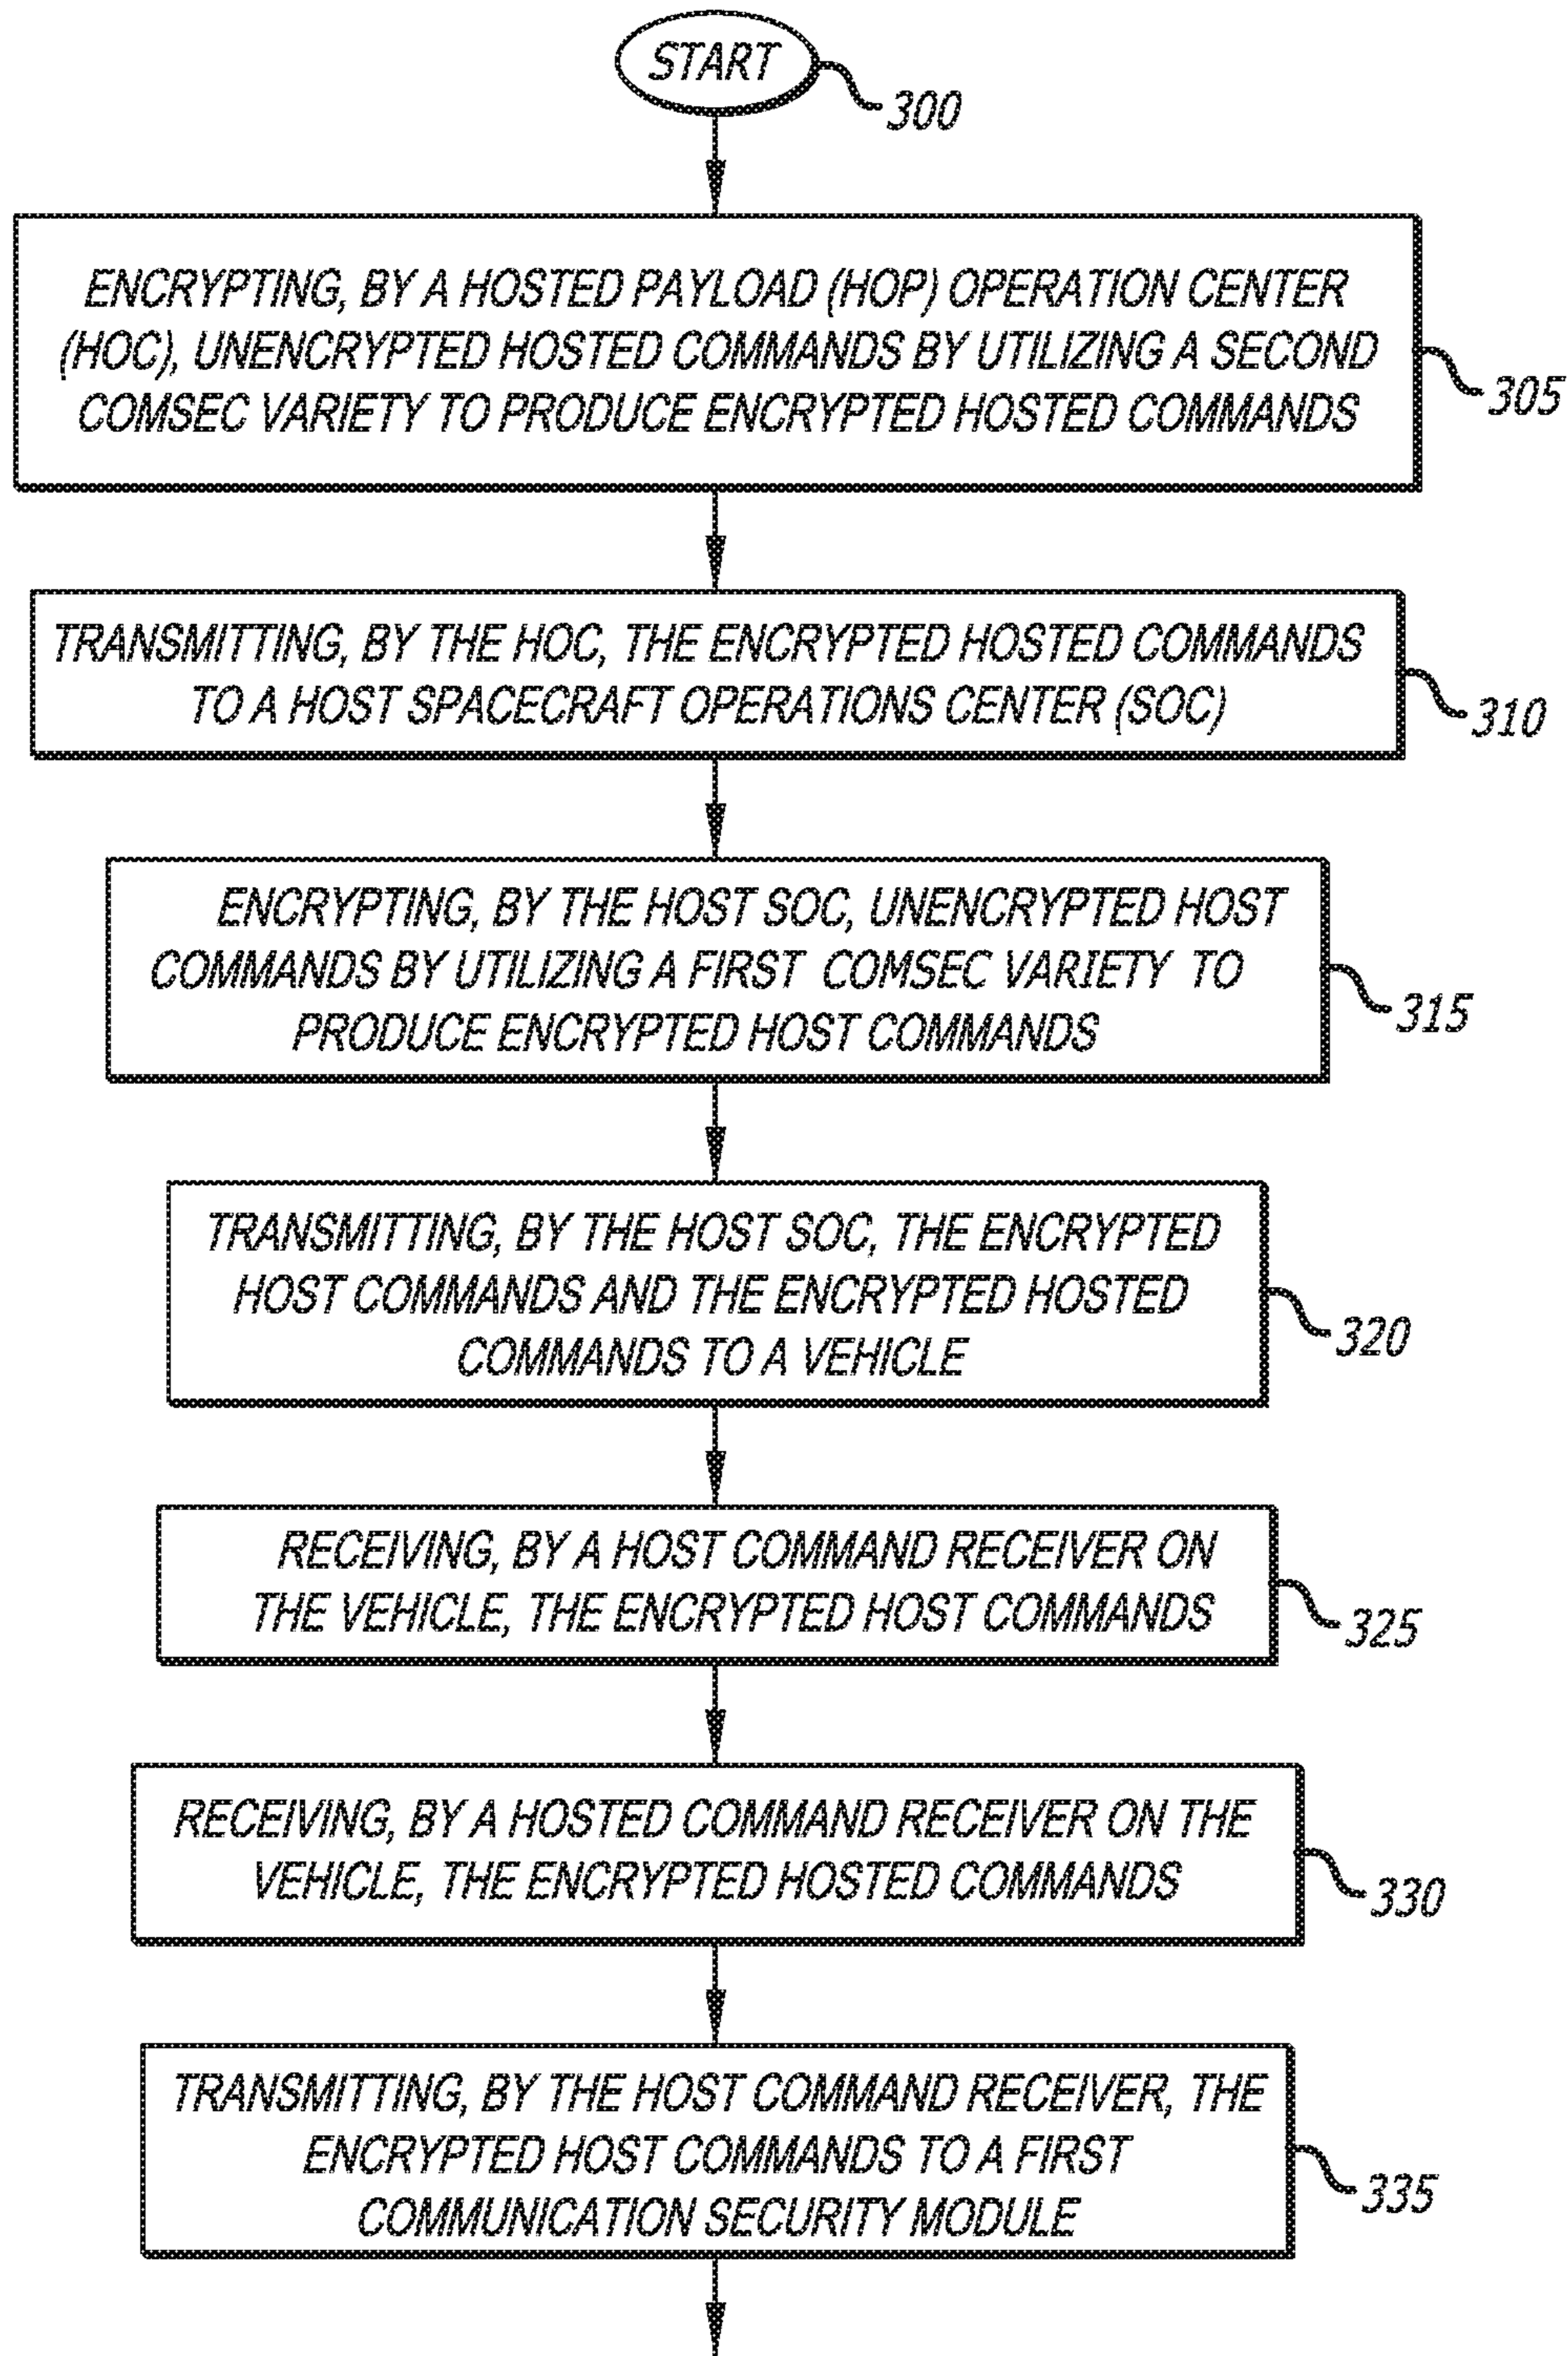 START
300
ENCRYPTING, BY A HOSTED PAYLOAD (HOP) OPERATION CENTER
(HOC), UNENCRYPTED HOSTED COMMANDS BY UTILIZING A SECOND
COMSEC VARIETY TO PRODUCE ENCRYPTED HOSTED COMMANDS
305
TRANSMITTING, BY THE HOC, THE ENCRYPTED HOSTED COMMANDS
TO A HOST SPACECRAFT OPERATIONS CENTER (SOC)
310
ENCRYPTING, BY THE HOST SOC, UNENCRYPTED HOST
COMMANDS BY UTILIZING A FIRST COMSEC VARIETY TO
PRODUCE ENCRYPTED HOST COMMANDS
315
TRANSMITTING, BY THE HOST SOC, THE ENCRYPTED
HOST COMMANDS AND THE ENCRYPTED HOSTED
COMMANDS TO A VEHICLE
320
RECEIVING, BY A HOST COMMAND RECEIVER ON
THE VEHICLE, THE ENCRYPTED HOST COMMANDS
325
RECEIVING, BY A HOSTED COMMAND RECEIVER ON THE
VEHICLE, THE ENCRYPTED HOSTED COMMANDS
330
TRANSMITTING, BY THE HOST COMMAND RECEIVER, THE
ENCRYPTED HOST COMMANDS TO A FIRST
COMMUNICATION SECURITY MODULE
335